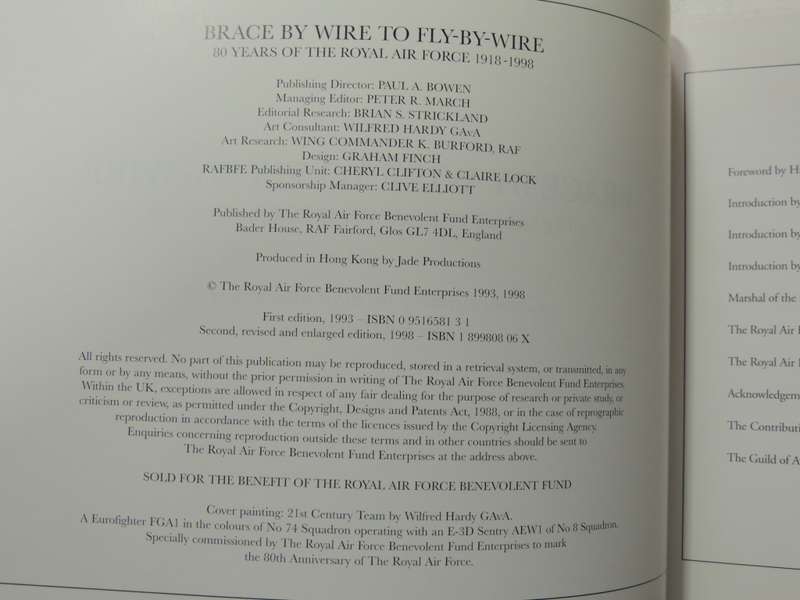 BRACE BY WIRE TO FLY-BY-WIRE
80 YEARS OF THE ROYAL AIR FORCE 1918-1998
Publishing Director: PAUL A. BOWEN
Managing Editor: PETER R. MARCH
Editorial Research: BRIAN S. STRICKLAND
Art Consultant: WILFRED HARDY GAvA
Art Research: WING COMMANDER K. BURFORD, RAF
Design: GRAHAM FINCH
RAFBFE Publishing Unit: CHERYL CLIFTON & CLAIRE LOCK
Sponsorship Manager: CLIVE ELLIOTT
Published by The Royal Air Force Benevolent Fund Enterprises
Bader House, RAF Fairford, Glos GL7 4DL, England
Produced in Hong Kong by Jade Productions
© The Royal Air Force Benevolent Fund Enterprises 1993, 1998
First edition, 1993 – ISBN 0 9516581 3 1
Second, revised and enlarged edition, 1998 – ISBN 1 899808 06 X
All rights reserved. No part of this publication may be reproduced, stored in a retrieval system, or transmitted, in any
form or by any means, without the prior permission in writing of The Royal Air Force Benevolent Fund Enterprises.
Within the UK, exceptions are allowed in respect of any fair dealing for the purpose of research or private study, or
criticism or review, as permitted under the Copyright, Designs and Patents Act, 1988, or in the case of reprographic
reproduction in accordance with the terms of the licences issued by the Copyright Licensing Agency.
Enquiries concerning reproduction outside these terms and in other countries should be sent to
The Royal Air Force Benevolent Fund Enterprises at the address above.
SOLD FOR THE BENEFIT OF THE ROYAL AIR FORCE BENEVOLENT FUND
Cover painting: 21st Century Team by Wilfred Hardy GAvA.
A Eurofighter FGA1 in the colours of No 74 Squadron operating with an E-3D Sentry AEW1 of No 8 Squadron.
Specially commissioned by The Royal Air Force Benevolent Fund Enterprises to mark
the 80th Anniversary of The Royal Air Force.
Foreword by
Introduction by
Introduction by
Introduction by
Marshal of the
The Royal Air
The Royal Air
The
The Guild of